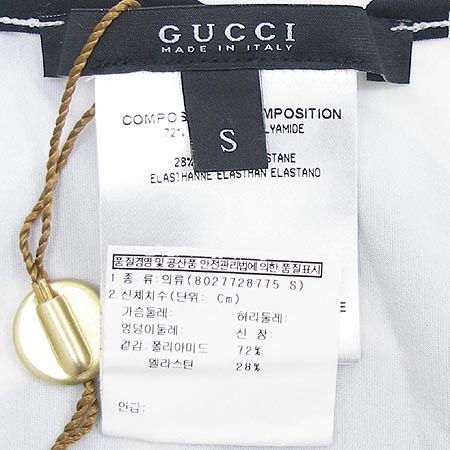 GUCCI
MADE IN ITALY
S
COMPOS MPOSITION
72% LYAMIDE
28% STANE
ELASTHANNE ELASTHAN ELASTANO
품질경영 및 공산품 안전관리법에 의한 품질표시
1. 종 류:의류(8027728775 S)
2. 신체치수(단위: Cm)
가슴둘레: 허리둘레:
엉덩이둘레: 신 장:
겉감:폴리아미드 72%
엘라스틴 28%
안감: